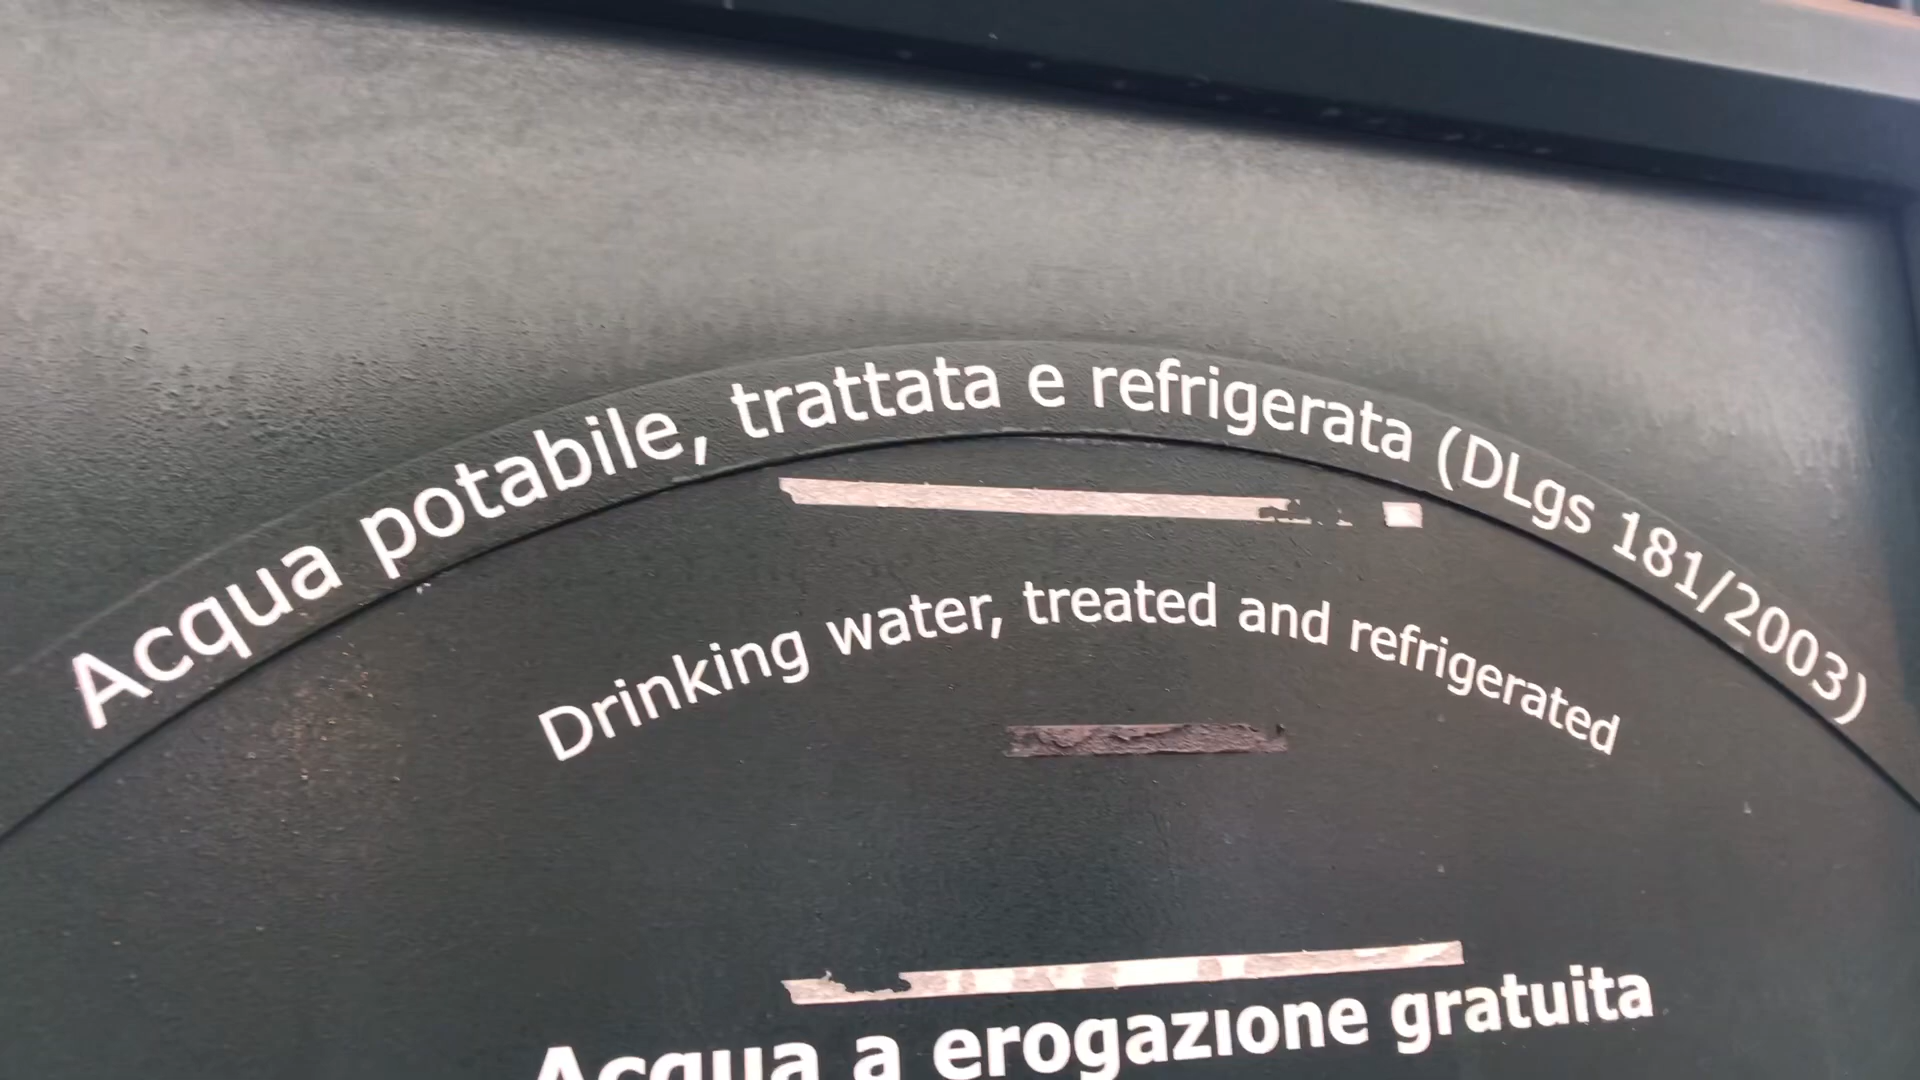 Acqua potabile, trattata e refrigerata (DLgs 181/2003)
Drinking water, treated and refrigerated
Acqua a erogazione gratuita